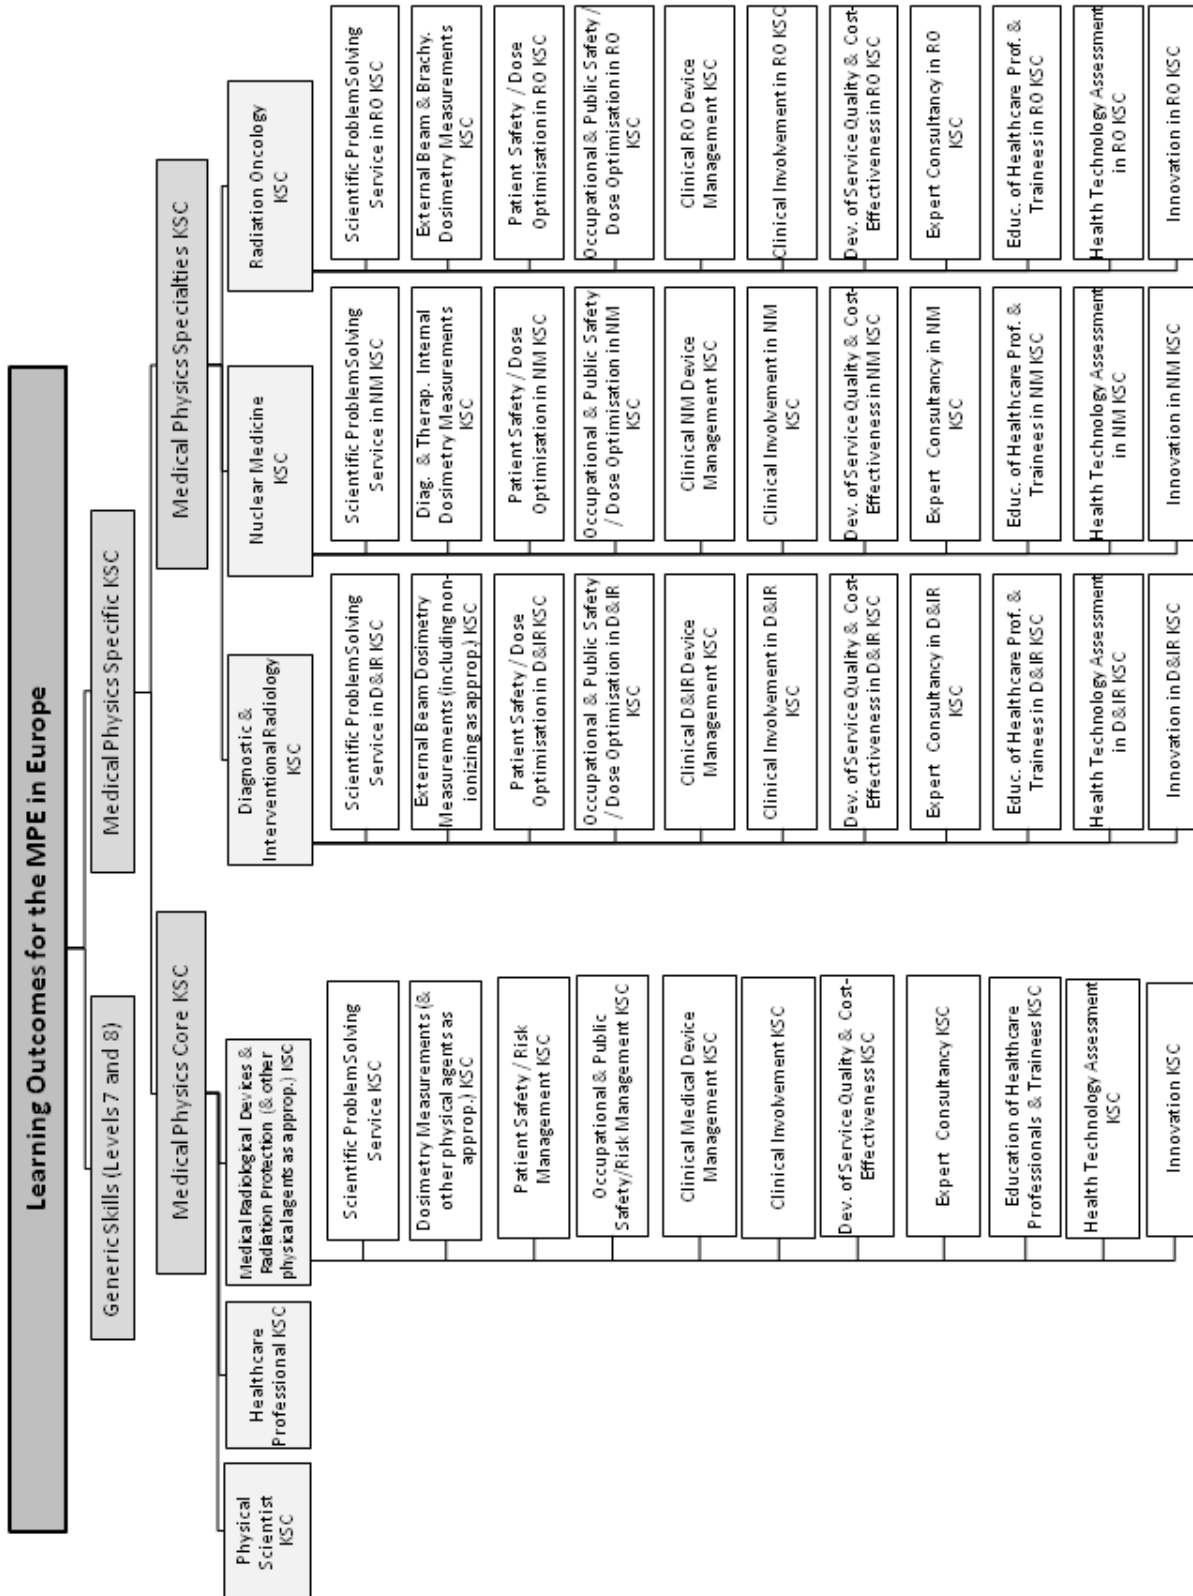 Learning Outcomes for the MPE in Europe
Generic Skills (Levels 7 and 8)
Medical Physics Specific KSC
Medical Physics Core KSC
Medical Physics Specialties KSC
Physical
Scientist
KSC
Healthcare
Professional KSC
Medical Radiological Devices &
Radiation Protection (& other
physical agents as approp.) KSC
Scientific Problem Solving
Service KSC
Dosimetry Measurements (&
other physical agents as
approp.) KSC
Patient Safety / Risk
Management KSC
Occupational & Public
Safety/Risk Management KSC
Clinical Medical Device
Management KSC
Clinical Involvement KSC
Dev. of Service Quality & Cost-
Effectiveness KSC
Expert Consultancy KSC
Education of Healthcare
Professionals & Trainees KSC
Health Technology Assessment
KSC
Innovation KSC
Diagnostic &
Interventional Radiology
KSC
Scientific Problem Solving
Service in D&IR KSC
External Beam Dosimetry
Measurements (including non-
ionizing as approp.) KSC
Patient Safety / Dose
Optimisation in D&IR KSC
Occupational & Public Safety
/ Dose Optimisation in D&IR
KSC
Clinical D&IR Device
Management KSC
Clinical Involvement in D&IR
KSC
Dev. of Service Quality & Cost-
Effectiveness in D&IR KSC
Expert Consultancy in D&IR
KSC
Educ. of Healthcare Prof. &
Trainees in D&IR KSC
Health Technology Assessment
in D&IR KSC
Innovation in D&IR KSC
Nuclear Medicine
KSC
Scientific Problem Solving
Service in NM KSC
Diag. & Therap. Internal
Dosimetry Measurements
KSC
Patient Safety / Dose
Optimisation in NM KSC
Occupational & Public Safety
/ Dose Optimisation in NM
KSC
Clinical NM Device
Management KSC
Clinical Involvement in NM
KSC
Dev. of Service Quality & Cost-
Effectiveness in NM KSC
Expert Consultancy in NM
KSC
Educ. of Healthcare Prof. &
Trainees in NM KSC
Health Technology Assessment
in NM KSC
Innovation in NM KSC
Radiation Oncology
KSC
Scientific Problem Solving
Service in RO KSC
External Beam & Brachy.
Dosimetry Measurements
KSC
Patient Safety / Dose
Optimisation in RO KSC
Occupational & Public Safety /
Dose Optimisation in RO
KSC
Clinical RO Device
Management KSC
Clinical Involvement in RO KSC
Dev. of Service Quality & Cost-
Effectiveness in RO KSC
Expert Consultancy in RO
KSC
Educ. of Healthcare Prof. &
Trainees in RO KSC
Health Technology Assessment
in RO KSC
Innovation in RO KSC